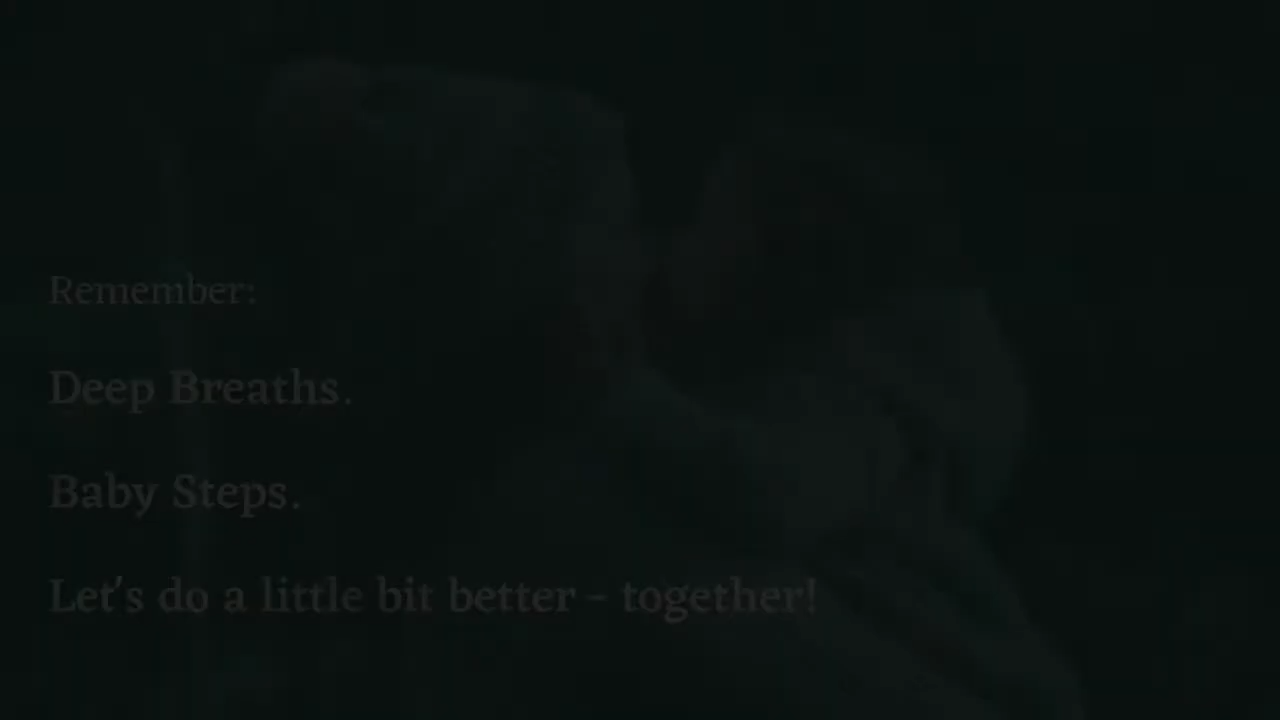 Remember:
Deep Breaths.
Baby Steps.
Let's do a little bit better - together!